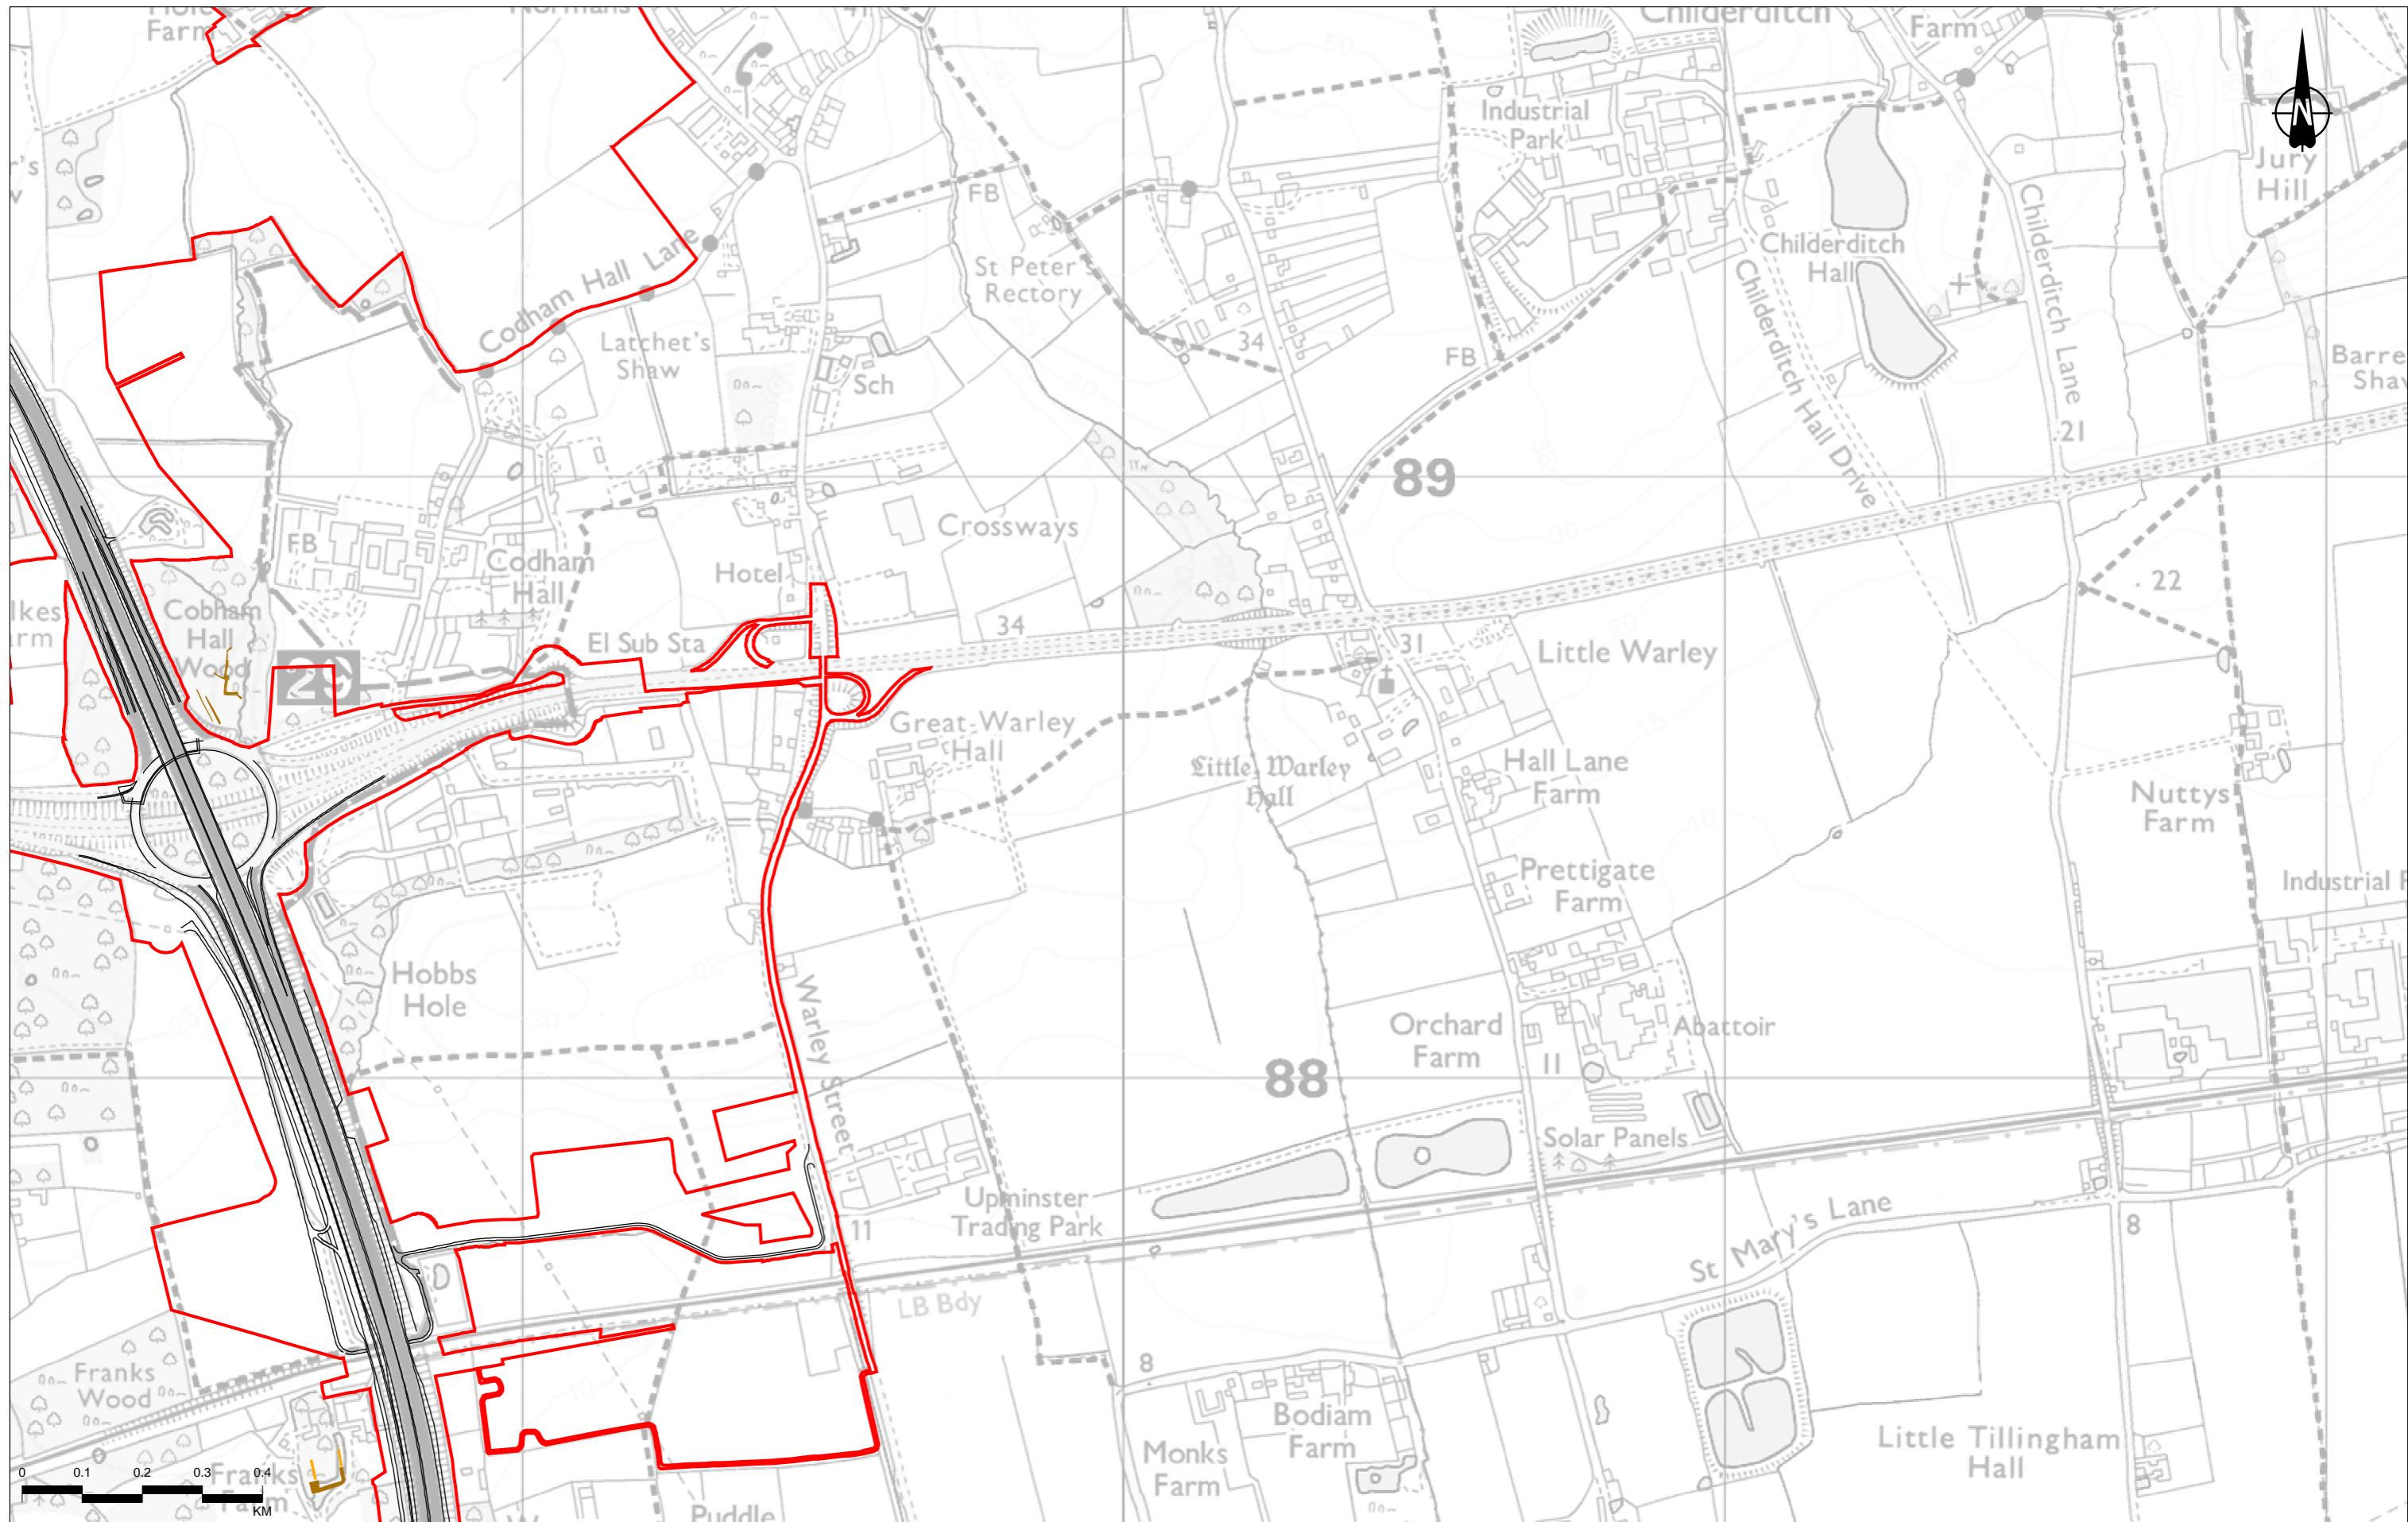 Farm
Childerditch
Farm
N
Industrial
Park
Jury
Hill
FB
St Peter's
Rectory
Codham Hall Lane
Latchet's
Shaw
Sch
34
FB
Childerditch
Hall
Childerditch Hall Drive
Childerditch Lane
21
89
Crossways
FB
Codham
Hall
Hotel
Cobham
Hall
Wood
29
El Sub Sta
34
31
Little Warley
22
Great Warley
Hall
Little Warley
Hall
Hall Lane
Farm
Nuttys
Farm
Prettigate
Farm
Industrial
Hobbs
Hole
30
Warley Street
Orchard
Farm
Abattoir
11
88
Solar Panels
Upminster
Trading Park
11
St Mary's Lane
8
LB Bdy
9
8
10
Franks
Wood
Bodiam
Farm
Monks
Farm
Little Tillingham
Hall
Franks
Farm
0 0.1 0.2 0.3 0.4
KM
Puddle